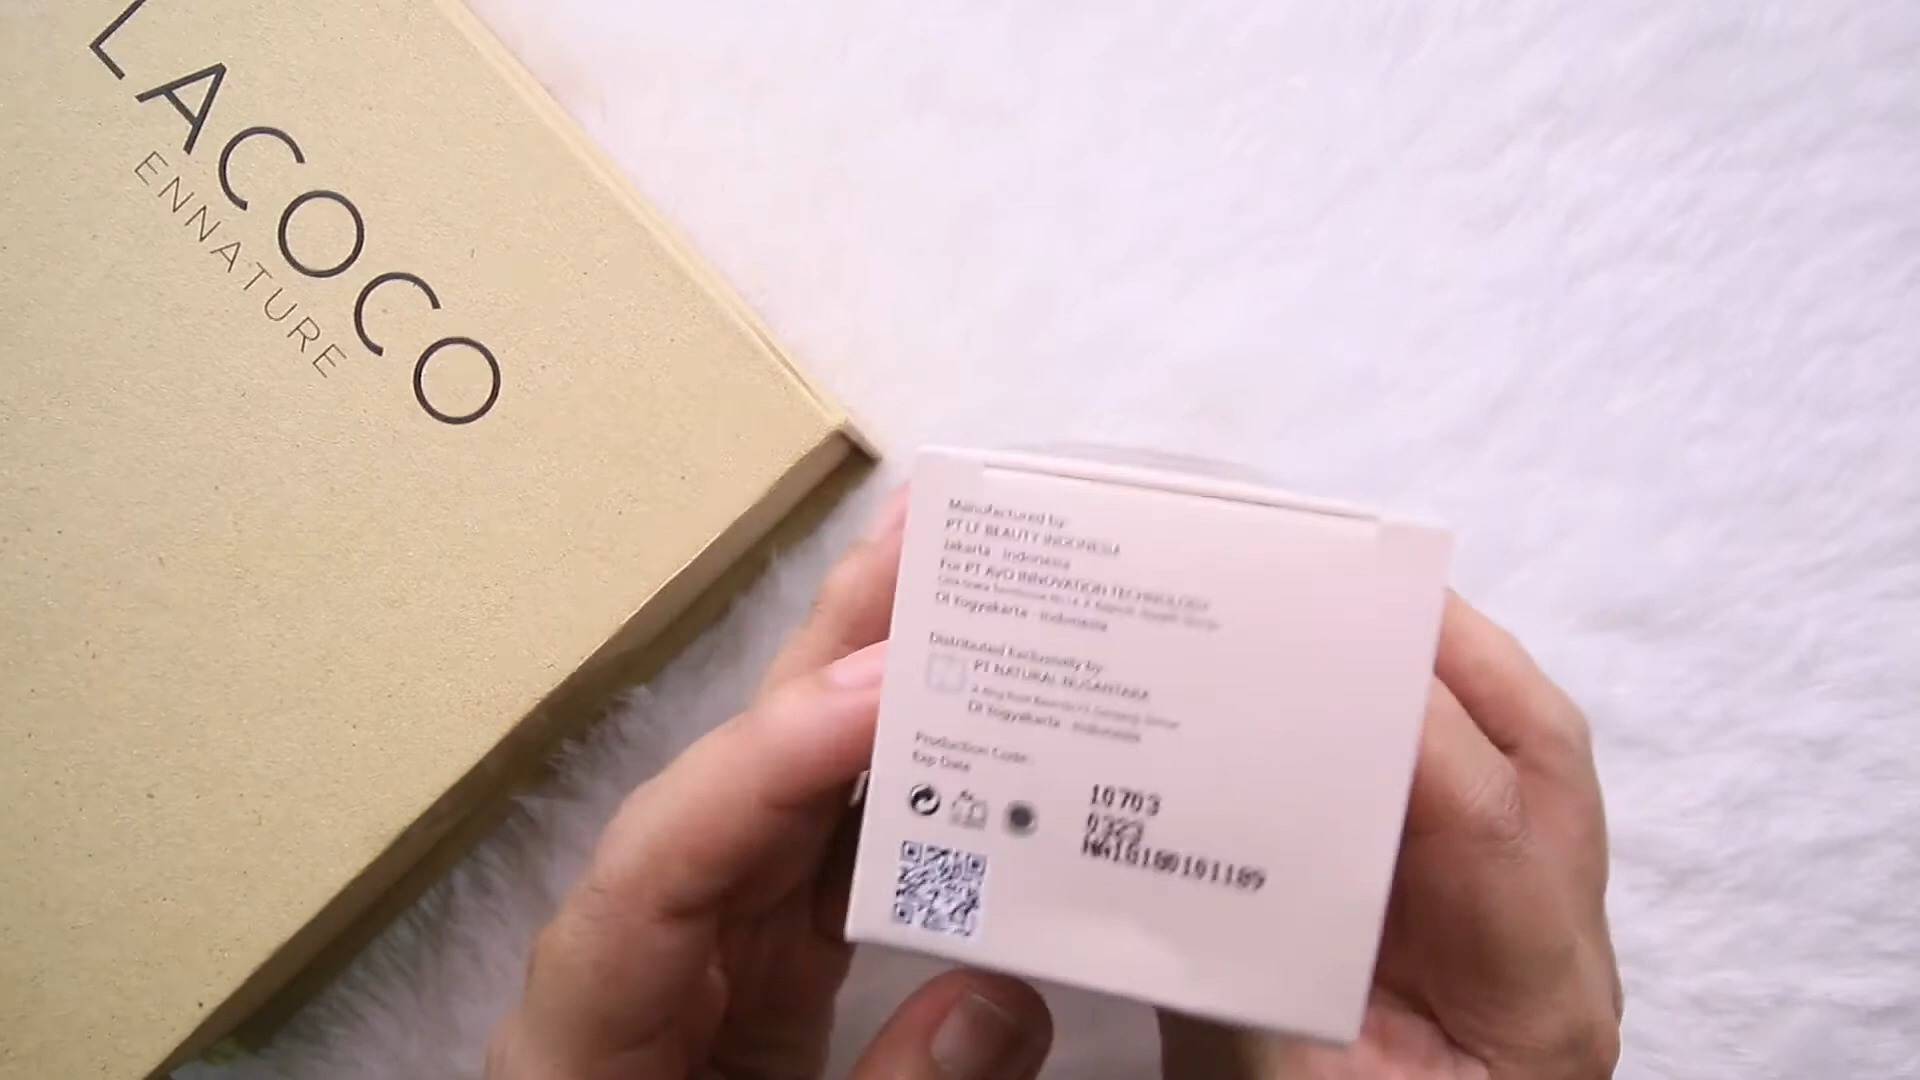 LACOCO
ENNATURE
Manufactured by:
PT LF BEAUTY INDONESIA
Jakarta - Indonesia
For PT AVO INNOVATION TECHNOLOGY
DI Yogyakarta - Indonesia
Distributed Exclusively by:
PT NATURAL NUSANTARA
DI Yogyakarta - Indonesia
Production Code:
Exp Date
10703
0323
NA18180101189